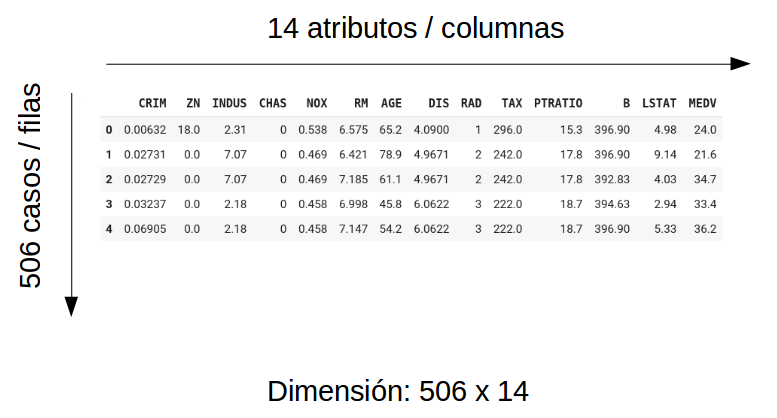 14 atributos / columnas
506 casos / filas
CRIM ZN INDUS CHAS NOX RM AGE DIS RAD TAX PTRATIO B LSTAT MEDV
0 0.00632 18.0 2.31 0 0.538 6.575 65.2 4.0900 1 296.0 15.3 396.90 4.98 24.0
1 0.02731 0.0 7.07 0 0.469 6.421 78.9 4.9671 2 242.0 17.8 396.90 9.14 21.6
2 0.02729 0.0 7.07 0 0.469 7.185 61.1 4.9671 2 242.0 17.8 392.83 4.03 34.7
3 0.03237 0.0 2.18 0 0.458 6.998 45.8 6.0622 3 222.0 18.7 394.63 2.94 33.4
4 0.06905 0.0 2.18 0 0.458 7.147 54.2 6.0622 3 222.0 18.7 396.90 5.33 36.2
Dimensión: 506 x 14